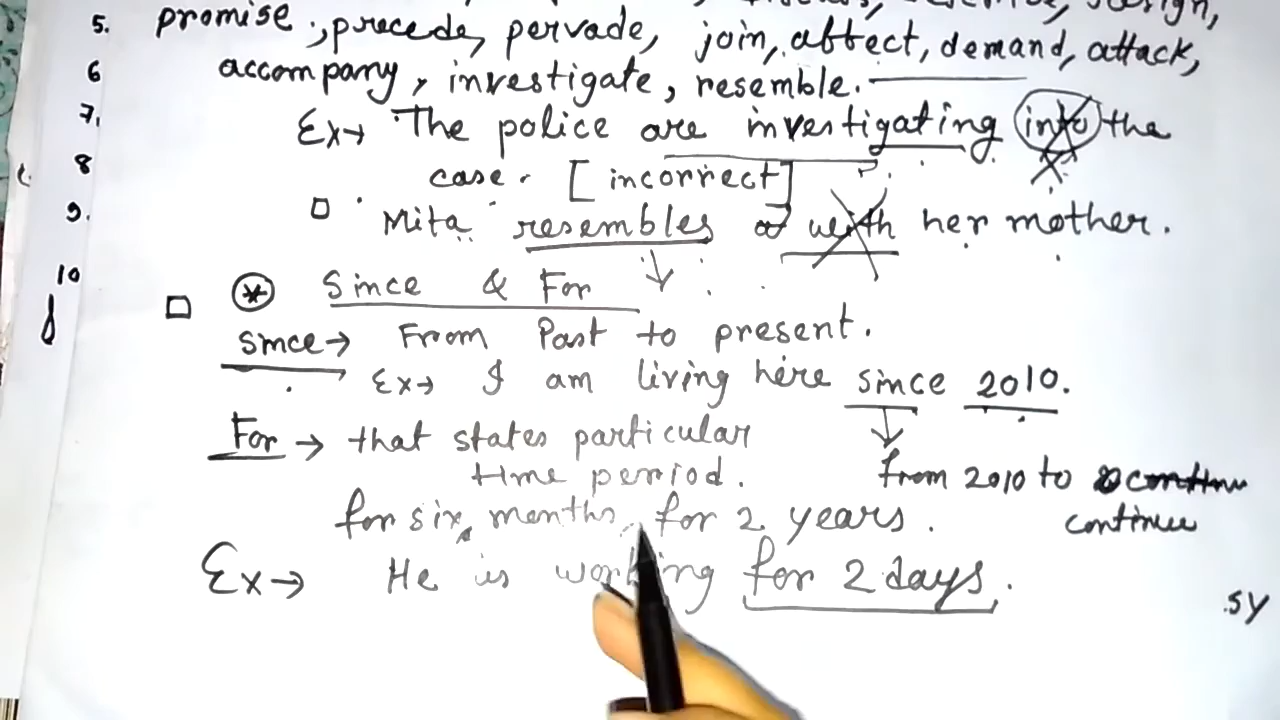 5. promise, precede, pervade, join, affect, demand, attack,
6 accompany, investigate, resemble.
7. Ex→ The police are investigating into the
8 case. [incorrect]
9. Mita resembles with her mother.
10
* Since & For
since→ From Past to present.
Ex→ I am living here since 2010.
For → that states particular
time period.
from 2010 to continu
continue
for six months, for 2 years.
Ex→ He is working for 2 days.
SY